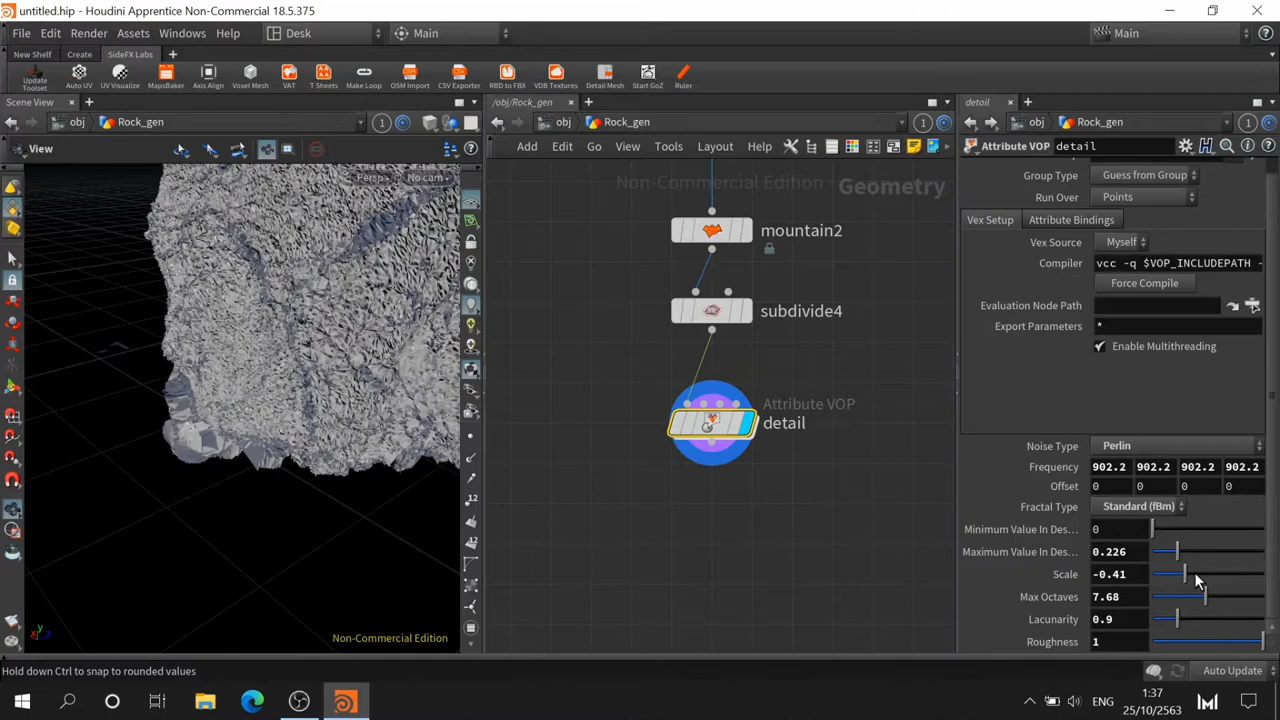 untitled.hip - Houdini Apprentice Non-Commercial 18.5.375
File Edit Render Assets Windows Help Desk Main Main
New Shelf Create SideFX Labs
Update Toolset Auto UV UV Visualize MapsBaker Axis Align Voxel Mesh VAT T Sheets Make Loop OSM Import CSV Exporter RBD to FBX VDB Textures Detail Mesh Start GoZ Ruler
Scene View /obj/Rock_gen detail
obj Rock_gen 1 obj Rock_gen 1 obj Rock_gen 1
View Add Edit Go View Tools Layout Help Attribute VOP detail
Persp No cam
Non-Commercial Edition Geometry
Group Type Guess from Group
Run Over Points
Vex Setup Attribute Bindings
mountain2
Vex Source Myself
Compiler vcc -q $VOP_INCLUDEPATH -
Force Compile
subdivide4
Evaluation Node Path
Export Parameters *
Enable Multithreading
Attribute VOP
detail
Noise Type Perlin
Frequency 902.2 902.2 902.2 902.2
Offset 0 0 0 0
Fractal Type Standard (fBm)
Minimum Value In Des... 0
Maximum Value In Des... 0.226
Scale -0.41
Max Octaves 7.68
Lacunarity 0.9
Roughness 1
12
12
Non-Commercial Edition
Hold down Ctrl to snap to rounded values Auto Update
ENG 1:37
25/10/2563